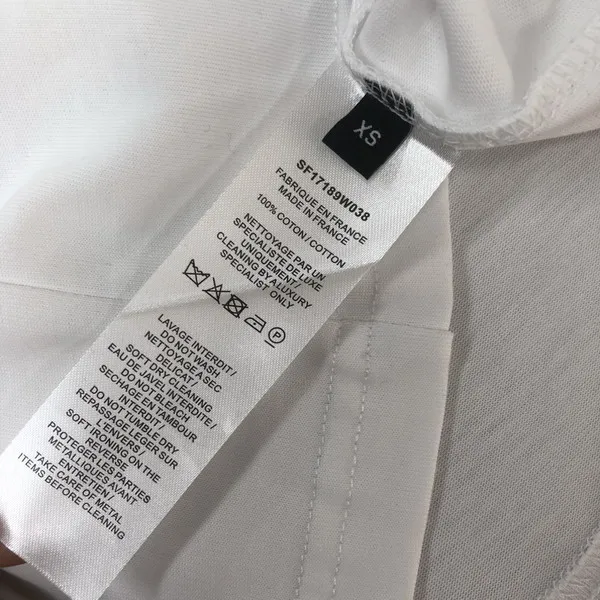 XS
SF17189W038
FABRIQUE EN FRANCE
MADE IN FRANCE
100% COTON / COTTON
NETTOYAGE PAR UN
SPECIALISTE DE LUXE
UNIQUEMENT /
CLEANING BY A LUXURY
SPECIALIST ONLY
P
LAVAGE INTERDIT /
DO NOT WASH
NETTOYAGE A SEC
DELICAT /
SOFT DRY CLEANING
EAU DE JAVEL INTERDITE /
DO NOT BLEACH /
SECHAGE EN TAMBOUR
INTERDIT /
DO NOT TUMBLE DRY
REPASSAGE LEGER SUR
L'ENVERS /
SOFT IRONING ON THE
REVERSE
PROTEGER LES PARTIES
METALLIQUES AVANT
ENTRETIEN /
TAKE CARE OF METAL
ITEMS BEFORE CLEANING